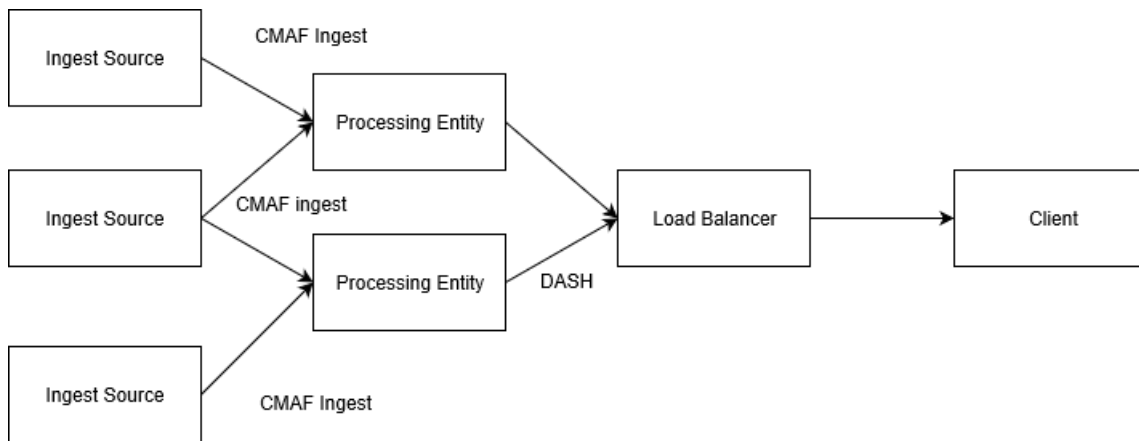 CMAF Ingest
Ingest Source
Processing Entity
Ingest Source
CMAF ingest
Load Balancer
Client
Processing Entity
DASH
Ingest Source
CMAF Ingest